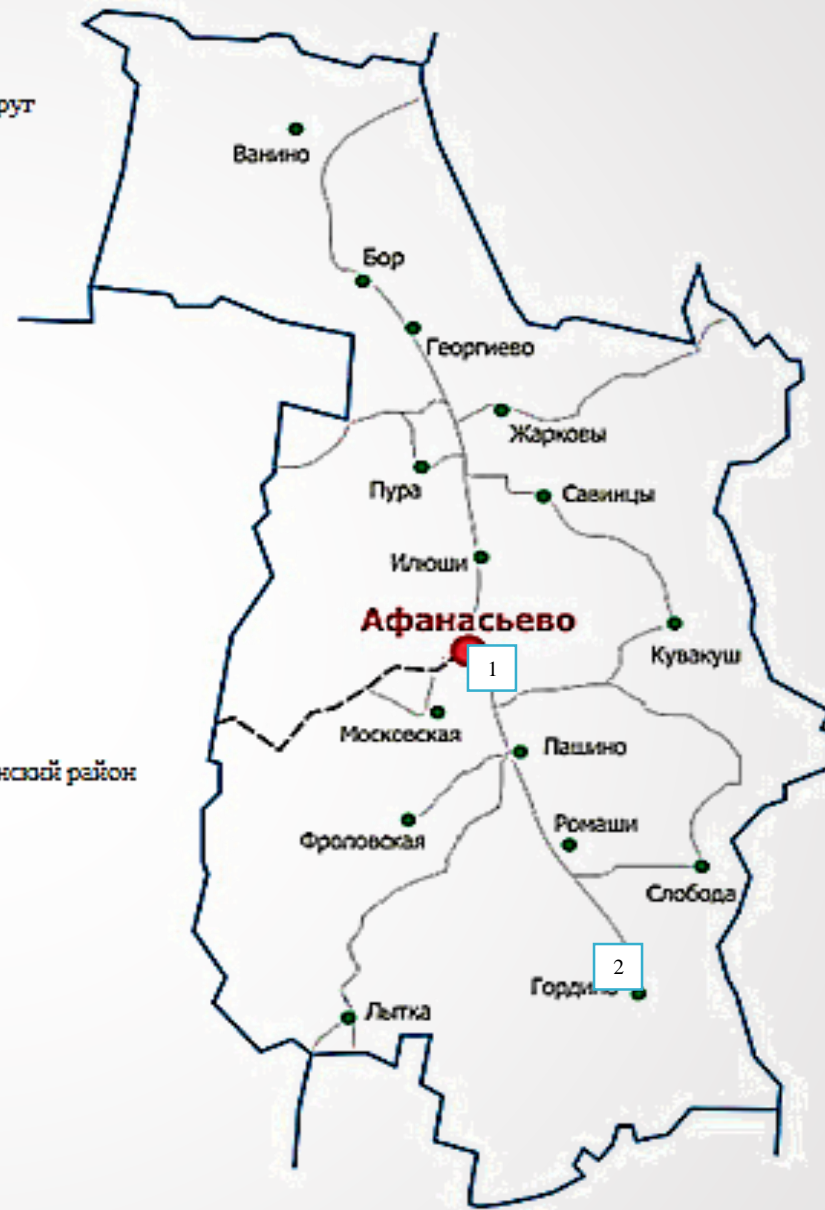 руг
Ванино
Бор
Георгиево
Жарковы
Пура
Савинцы
Илюши
Афанасьево
1
Кувакуш
Московская
Пашино
нский район
Фроловская
Ромаши
Слобода
2
Гордино
Лытка